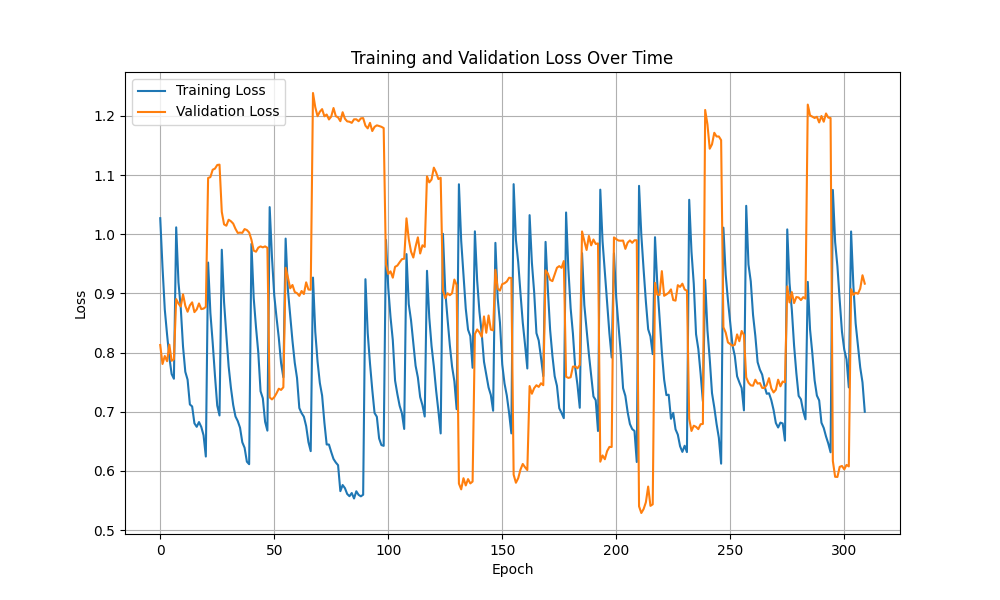 Training and Validation Loss Over Time
Training Loss
Validation Loss
Loss
1.2
1.1
1.0
0.9
0.8
0.7
0.6
0.5
0 50 100 150 200 250 300
Epoch